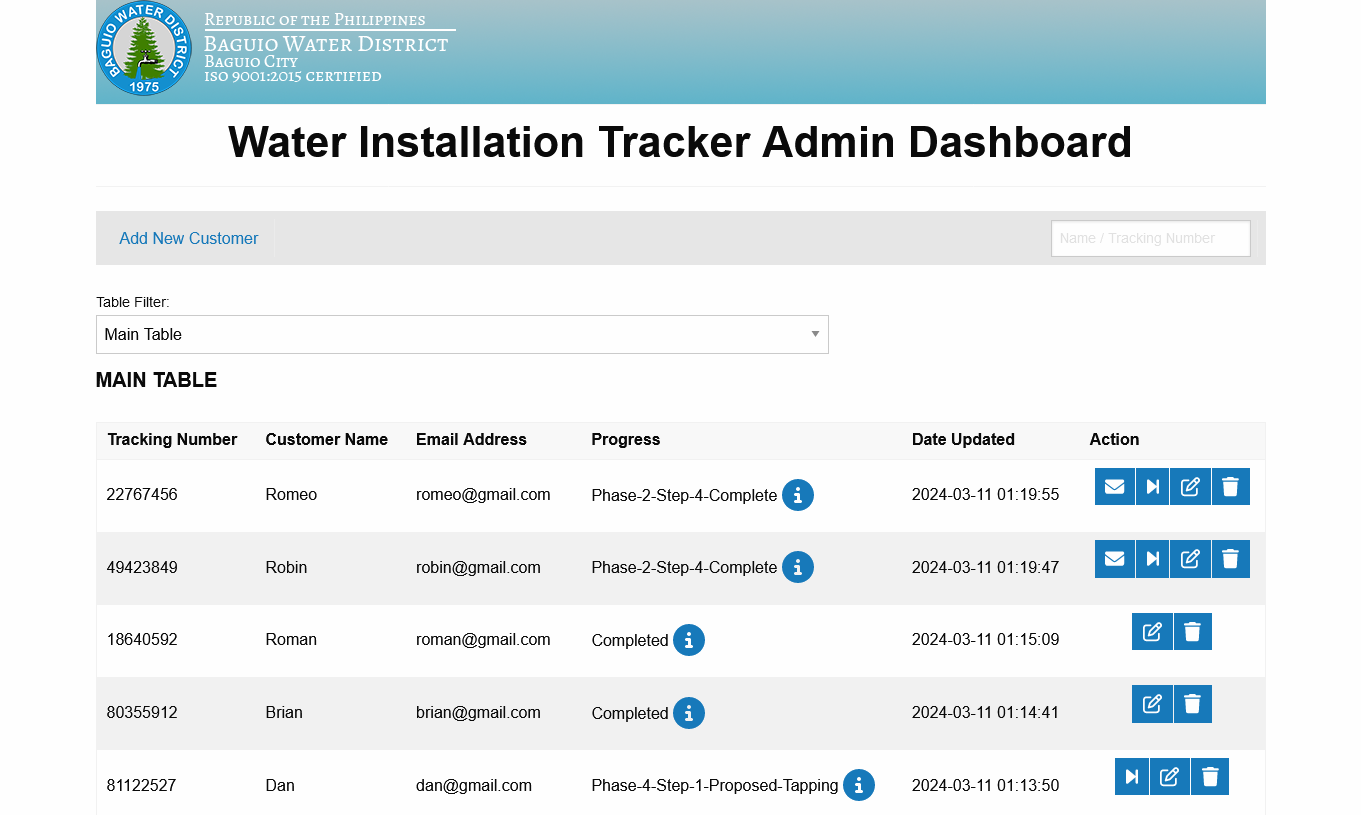 BAGUIO WATER DISTRICT
1975
Republic of the Philippines
Baguio Water District
Baguio City
ISO 9001:2015 CERTIFIED
Water Installation Tracker Admin Dashboard
Add New Customer
Name / Tracking Number
Table Filter:
Main Table
MAIN TABLE
Tracking Number Customer Name Email Address Progress Date Updated Action
22767456 Romeo romeo@gmail.com Phase-2-Step-4-Complete 2024-03-11 01:19:55
49423849 Robin robin@gmail.com Phase-2-Step-4-Complete 2024-03-11 01:19:47
18640592 Roman roman@gmail.com Completed 2024-03-11 01:15:09
80355912 Brian brian@gmail.com Completed 2024-03-11 01:14:41
81122527 Dan dan@gmail.com Phase-4-Step-1-Proposed-Tapping 2024-03-11 01:13:50